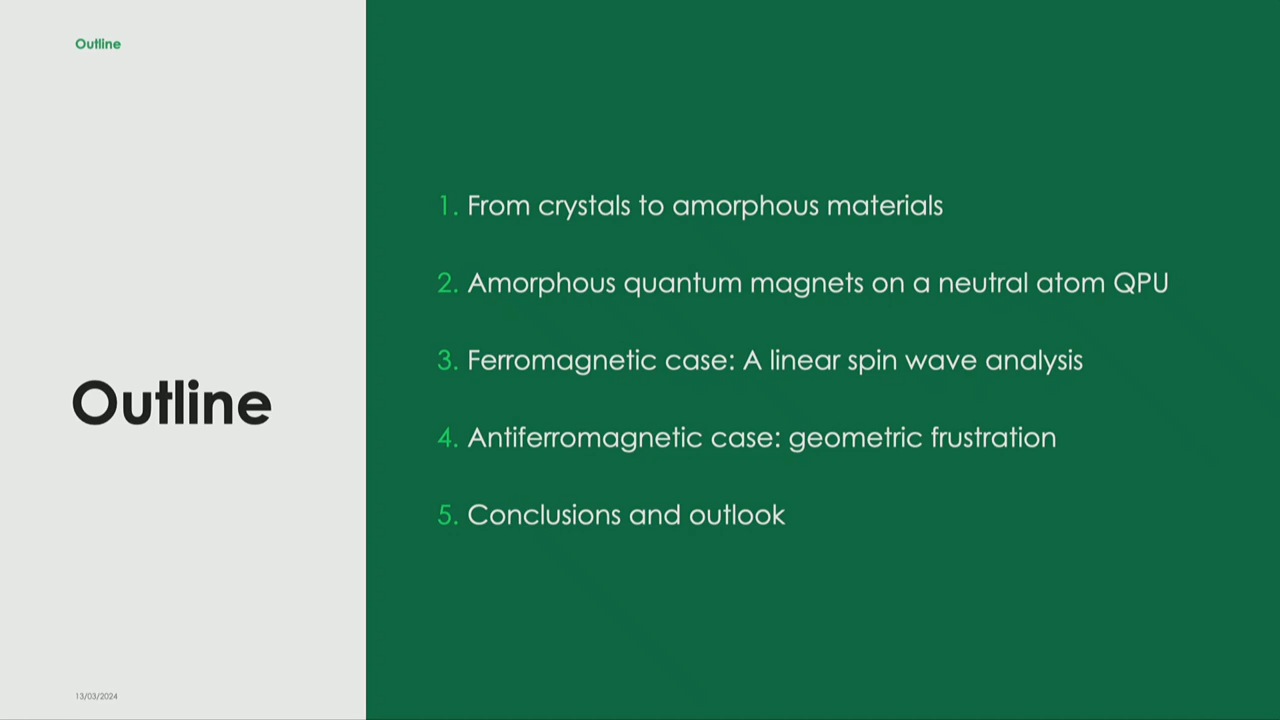 Outline
Outline
1. From crystals to amorphous materials
2. Amorphous quantum magnets on a neutral atom QPU
3. Ferromagnetic case: A linear spin wave analysis
4. Antiferromagnetic case: geometric frustration
5. Conclusions and outlook
13/03/2024